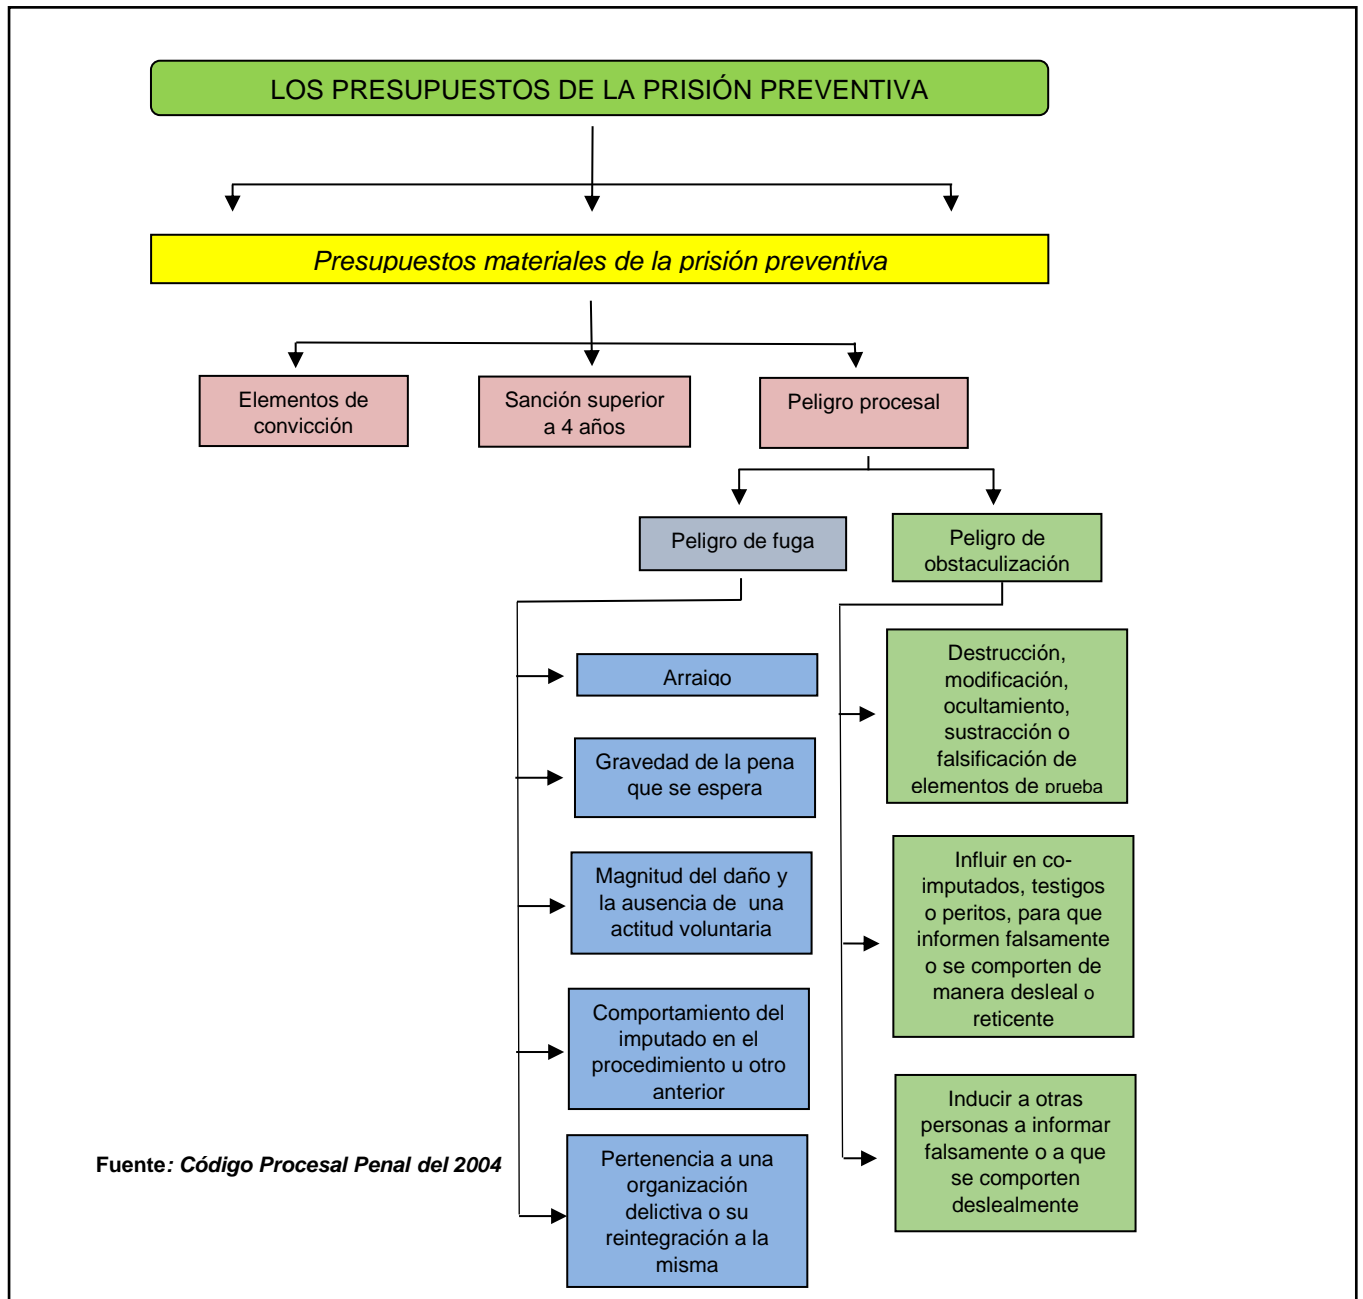 LOS PRESUPUESTOS DE LA PRISIÓN PREVENTIVA
Presupuestos materiales de la prisión preventiva
Elementos de
convicción
Sanción superior
a 4 años
Peligro procesal
Peligro de fuga
Peligro de
obstaculización
Arraigo
Gravedad de la pena
que se espera
Magnitud del daño y
la ausencia de una
actitud voluntaria
Comportamiento del
imputado en el
procedimiento u otro
anterior
Pertenencia a una
organización
delictiva o su
reintegración a la
misma
Destrucción,
modificación,
ocultamiento,
sustracción o
falsificación de
elementos de prueba
Influir en co-
imputados, testigos
o peritos, para que
informen falsamente
o se comporten de
manera desleal o
reticente
Inducir a otras
personas a informar
falsamente o a que
se comporten
deslealmente
Fuente: Código Procesal Penal del 2004